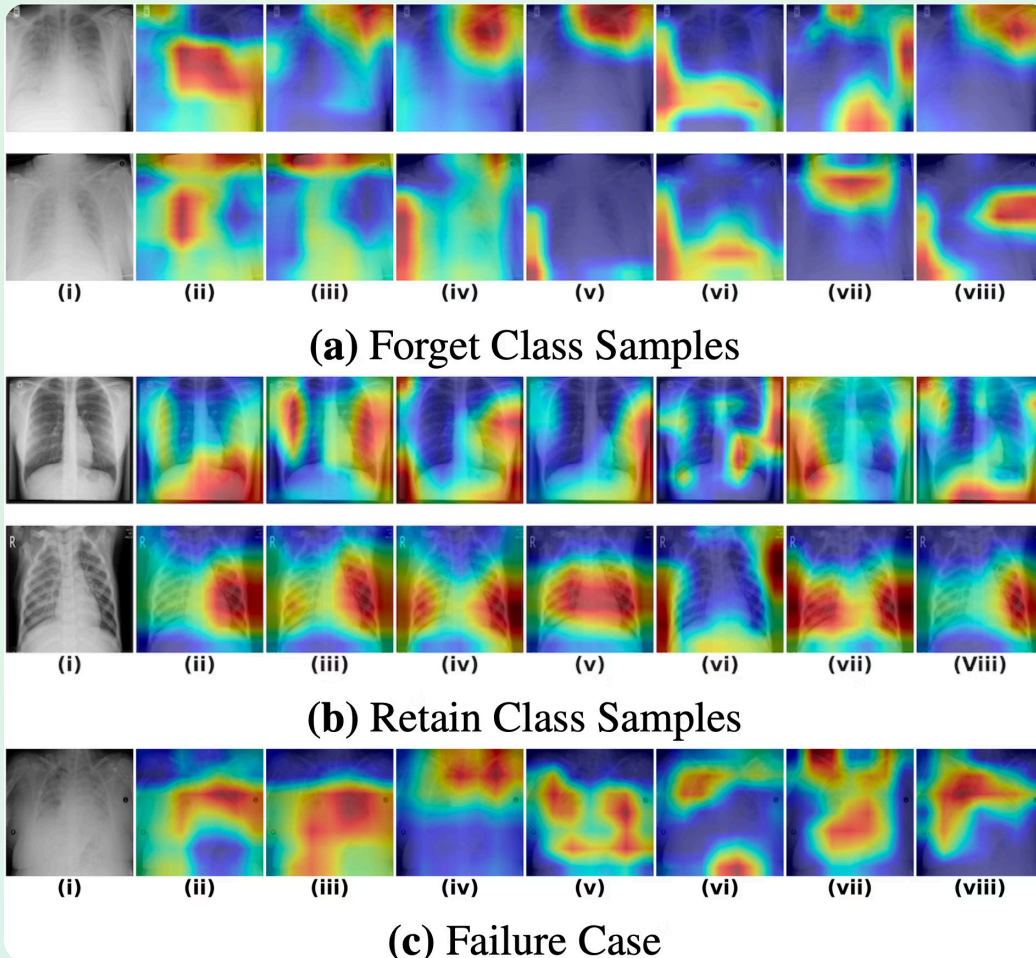 (i) (ii) (iii) (iv) (v) (vi) (vii) (viii)
(a) Forget Class Samples
R R R R R R R R
(i) (ii) (iii) (iv) (v) (vi) (vii) (Viii)
(b) Retain Class Samples
(i) (ii) (iii) (iv) (v) (vi) (vii) (viii)
(c) Failure Case